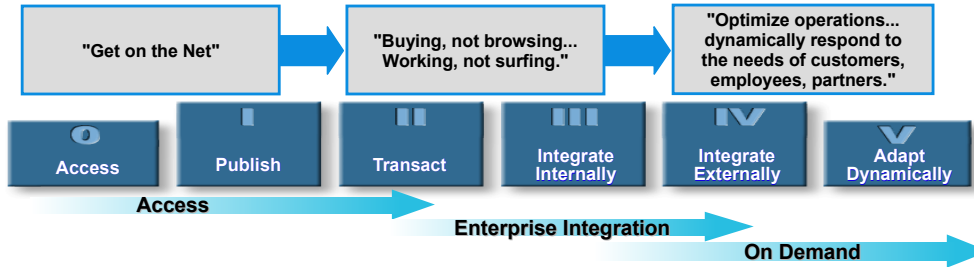 "Get on the Net"
"Buying, not browsing...
Working, not surfing."
"Optimize operations...
dynamically respond to
the needs of customers,
employees, partners."
0
Access
I
Publish
II
Transact
III
Integrate
Internally
IV
Integrate
Externally
V
Adapt
Dynamically
Access
Enterprise Integration
On Demand